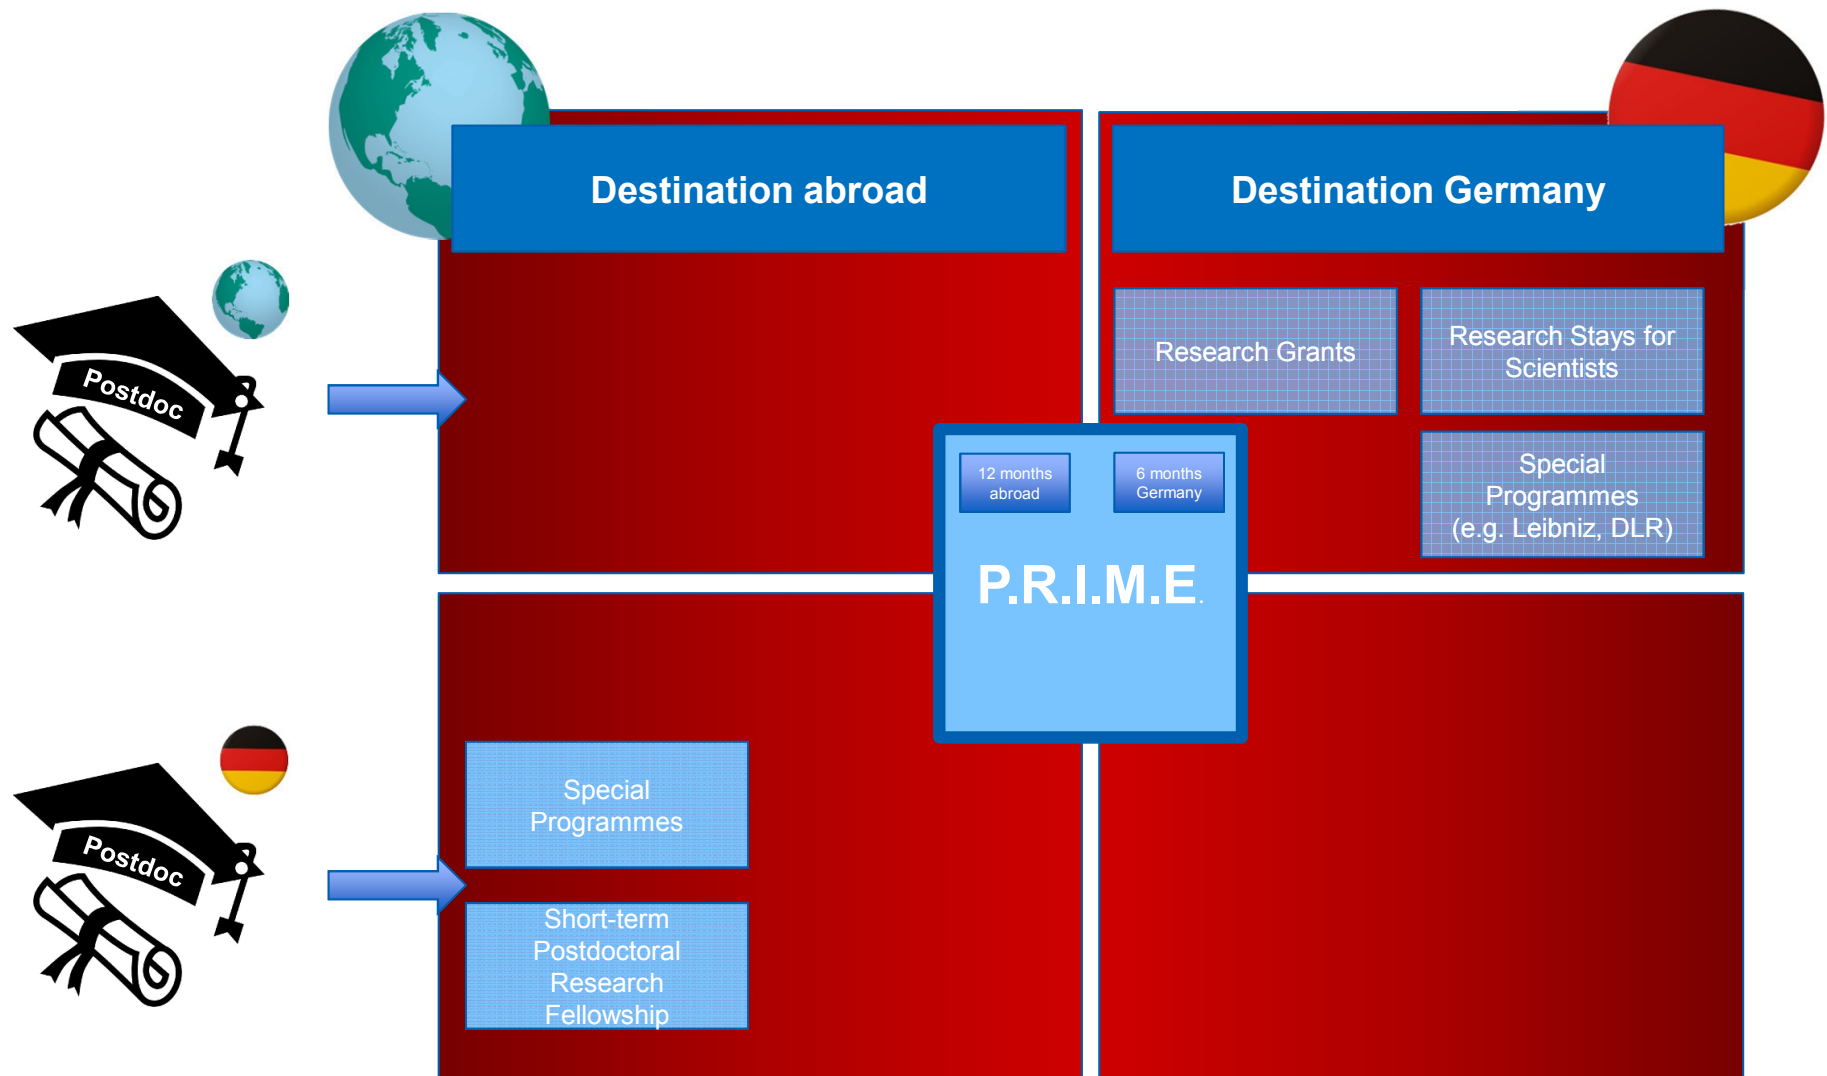 Destination abroad
Destination Germany
Postdoc
Research Grants
Research Stays for
Scientists
Special
Programmes
(e.g. Leibniz, DLR)
12 months
abroad
6 months
Germany
P.R.I.M.E.
Postdoc
Special
Programmes
Short-term
Postdoctoral
Research
Fellowship